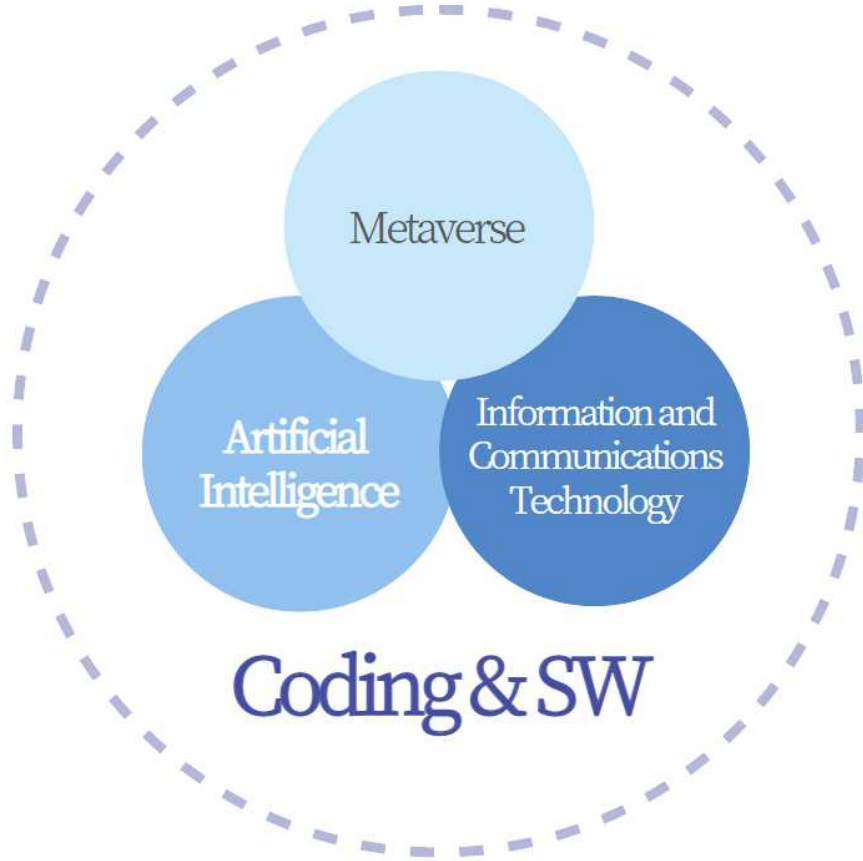 Metaverse
Artificial
Intelligence
Information and
Communications
Technology
Coding & SW